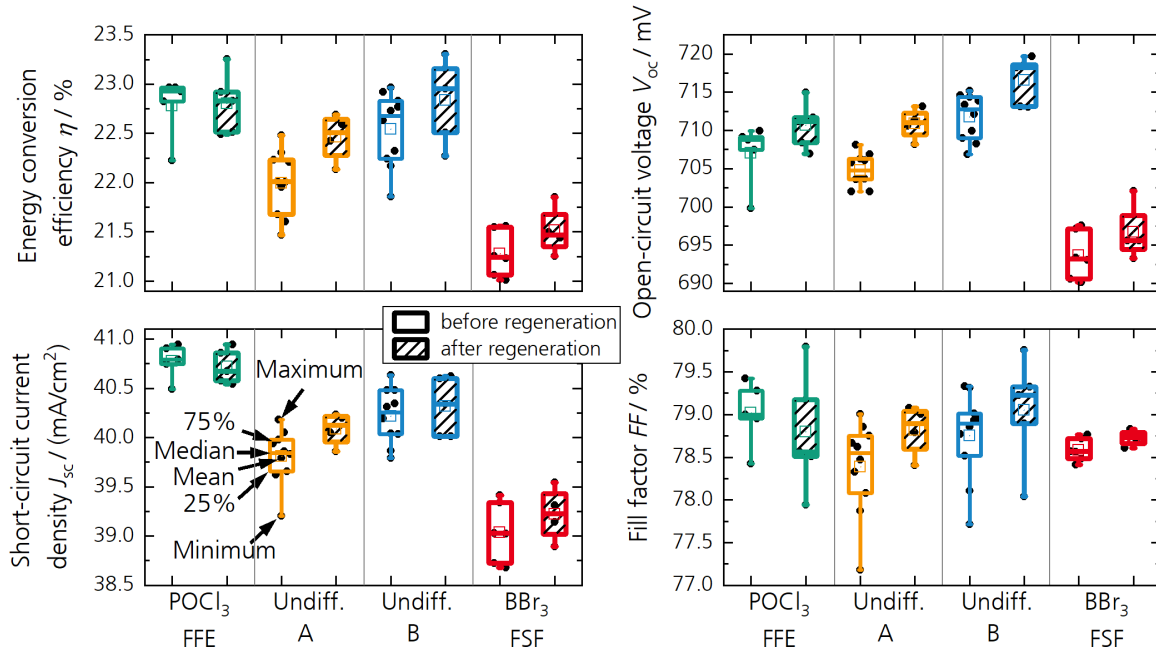 Energy conversion
efficiency η / %
23.5
23.0
22.5
22.0
21.5
21.0
Open-circuit voltage Voc / mV
720
715
710
705
700
695
690
before regeneration
after regeneration
Short-circuit current
density Jsc / (mA/cm²)
41.0
40.5
40.0
39.5
39.0
38.5
Maximum
75%
Median
Mean
25%
Minimum
POCl₃ Undiff. Undiff. BBr₃
FFE A B FSF
Fill factor FF / %
80.0
79.5
79.0
78.5
78.0
77.5
77.0
POCl₃ Undiff. Undiff. BBr₃
FFE A B FSF